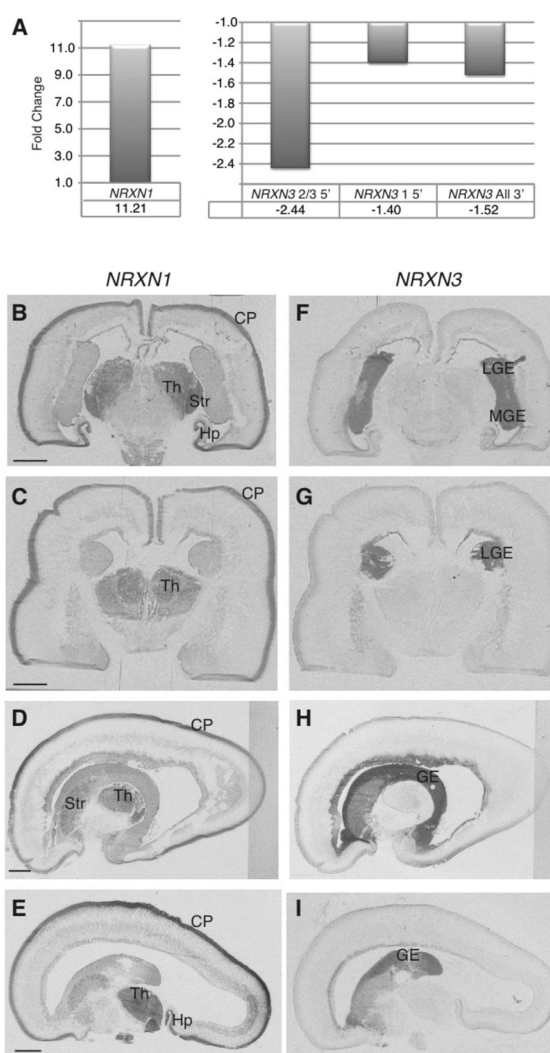 A
Fold Change
11.0
9.0
7.0
5.0
3.0
1.0
NRXN1
11.21
-1.0
-1.2
-1.4
-1.6
-1.8
-2.0
-2.2
-2.4
NRXN3 2/3 5' NRXN3 1 5' NRXN3 All 3'
-2.44 -1.40 -1.52
NRXN1 NRXN3
B
CP
Th
Str
Hp
F
LGE
MGE
C
CP
Th
G
LGE
D
CP
Str
Th
H
GE
E
CP
Th
Hp
I
GE